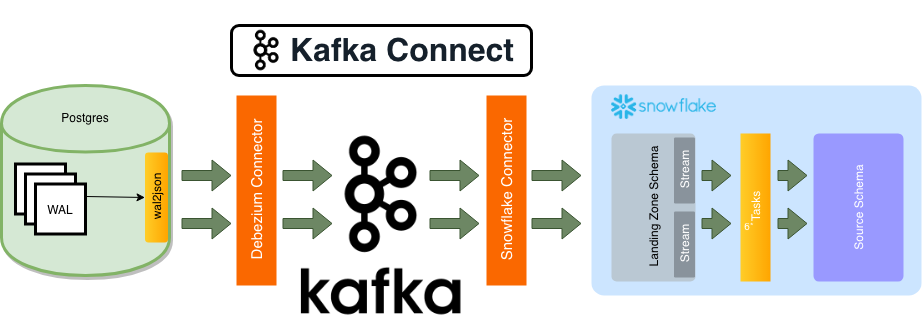 Kafka Connect
Postgres
WAL
wal2json
Debezium Connector
kafka
Snowflake Connector
snowflake
Landing Zone Schema
Stream
Stream
Tasks
Source Schema